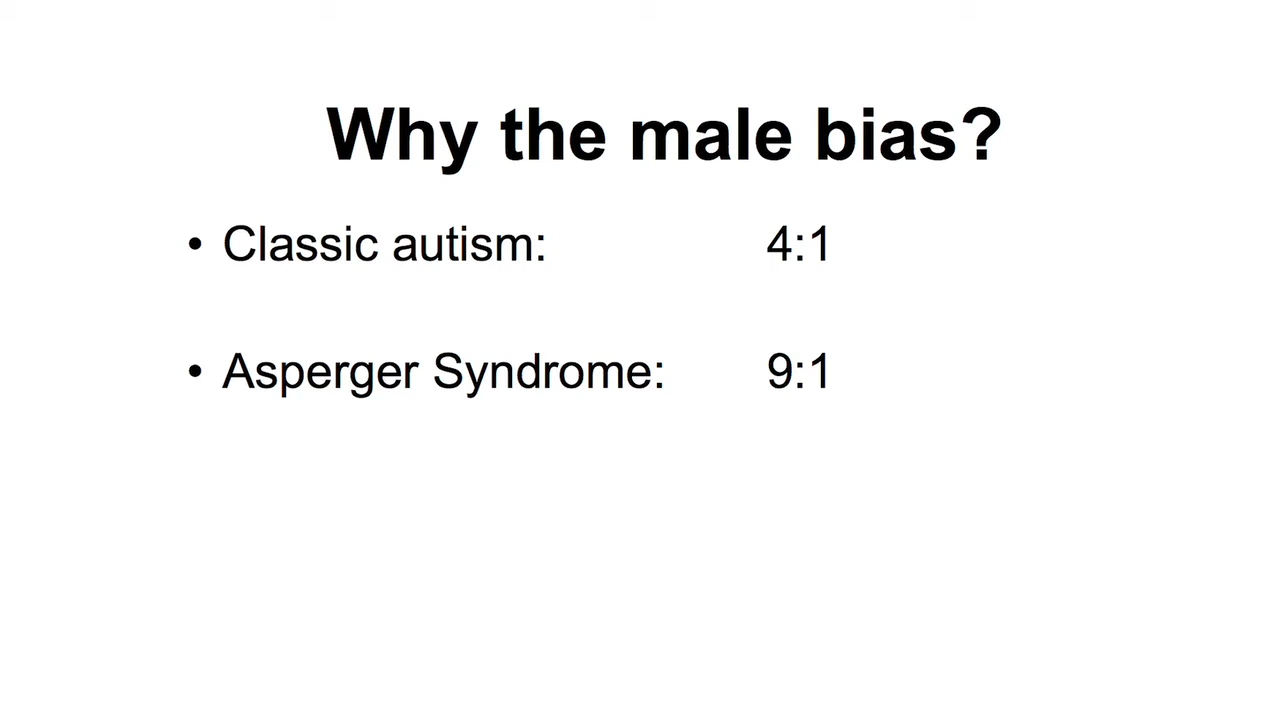 Why the male bias?
• Classic autism: 4:1
• Asperger Syndrome: 9:1